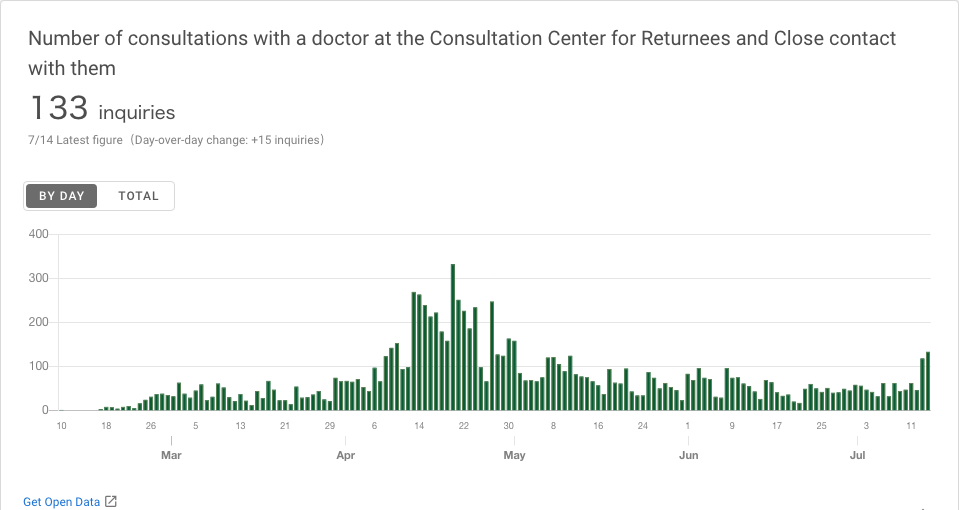 Number of consultations with a doctor at the Consultation Center for Returnees and Close contact
with them
133 inquiries
7/14 Latest figure（Day-over-day change: +15 inquiries）
BY DAY TOTAL
400
300
200
100
0
10 18 26 5 13 21 29 6 14 22 30 8 16 24 1 9 17 25 3 11
Mar Apr May Jun Jul
Get Open Data